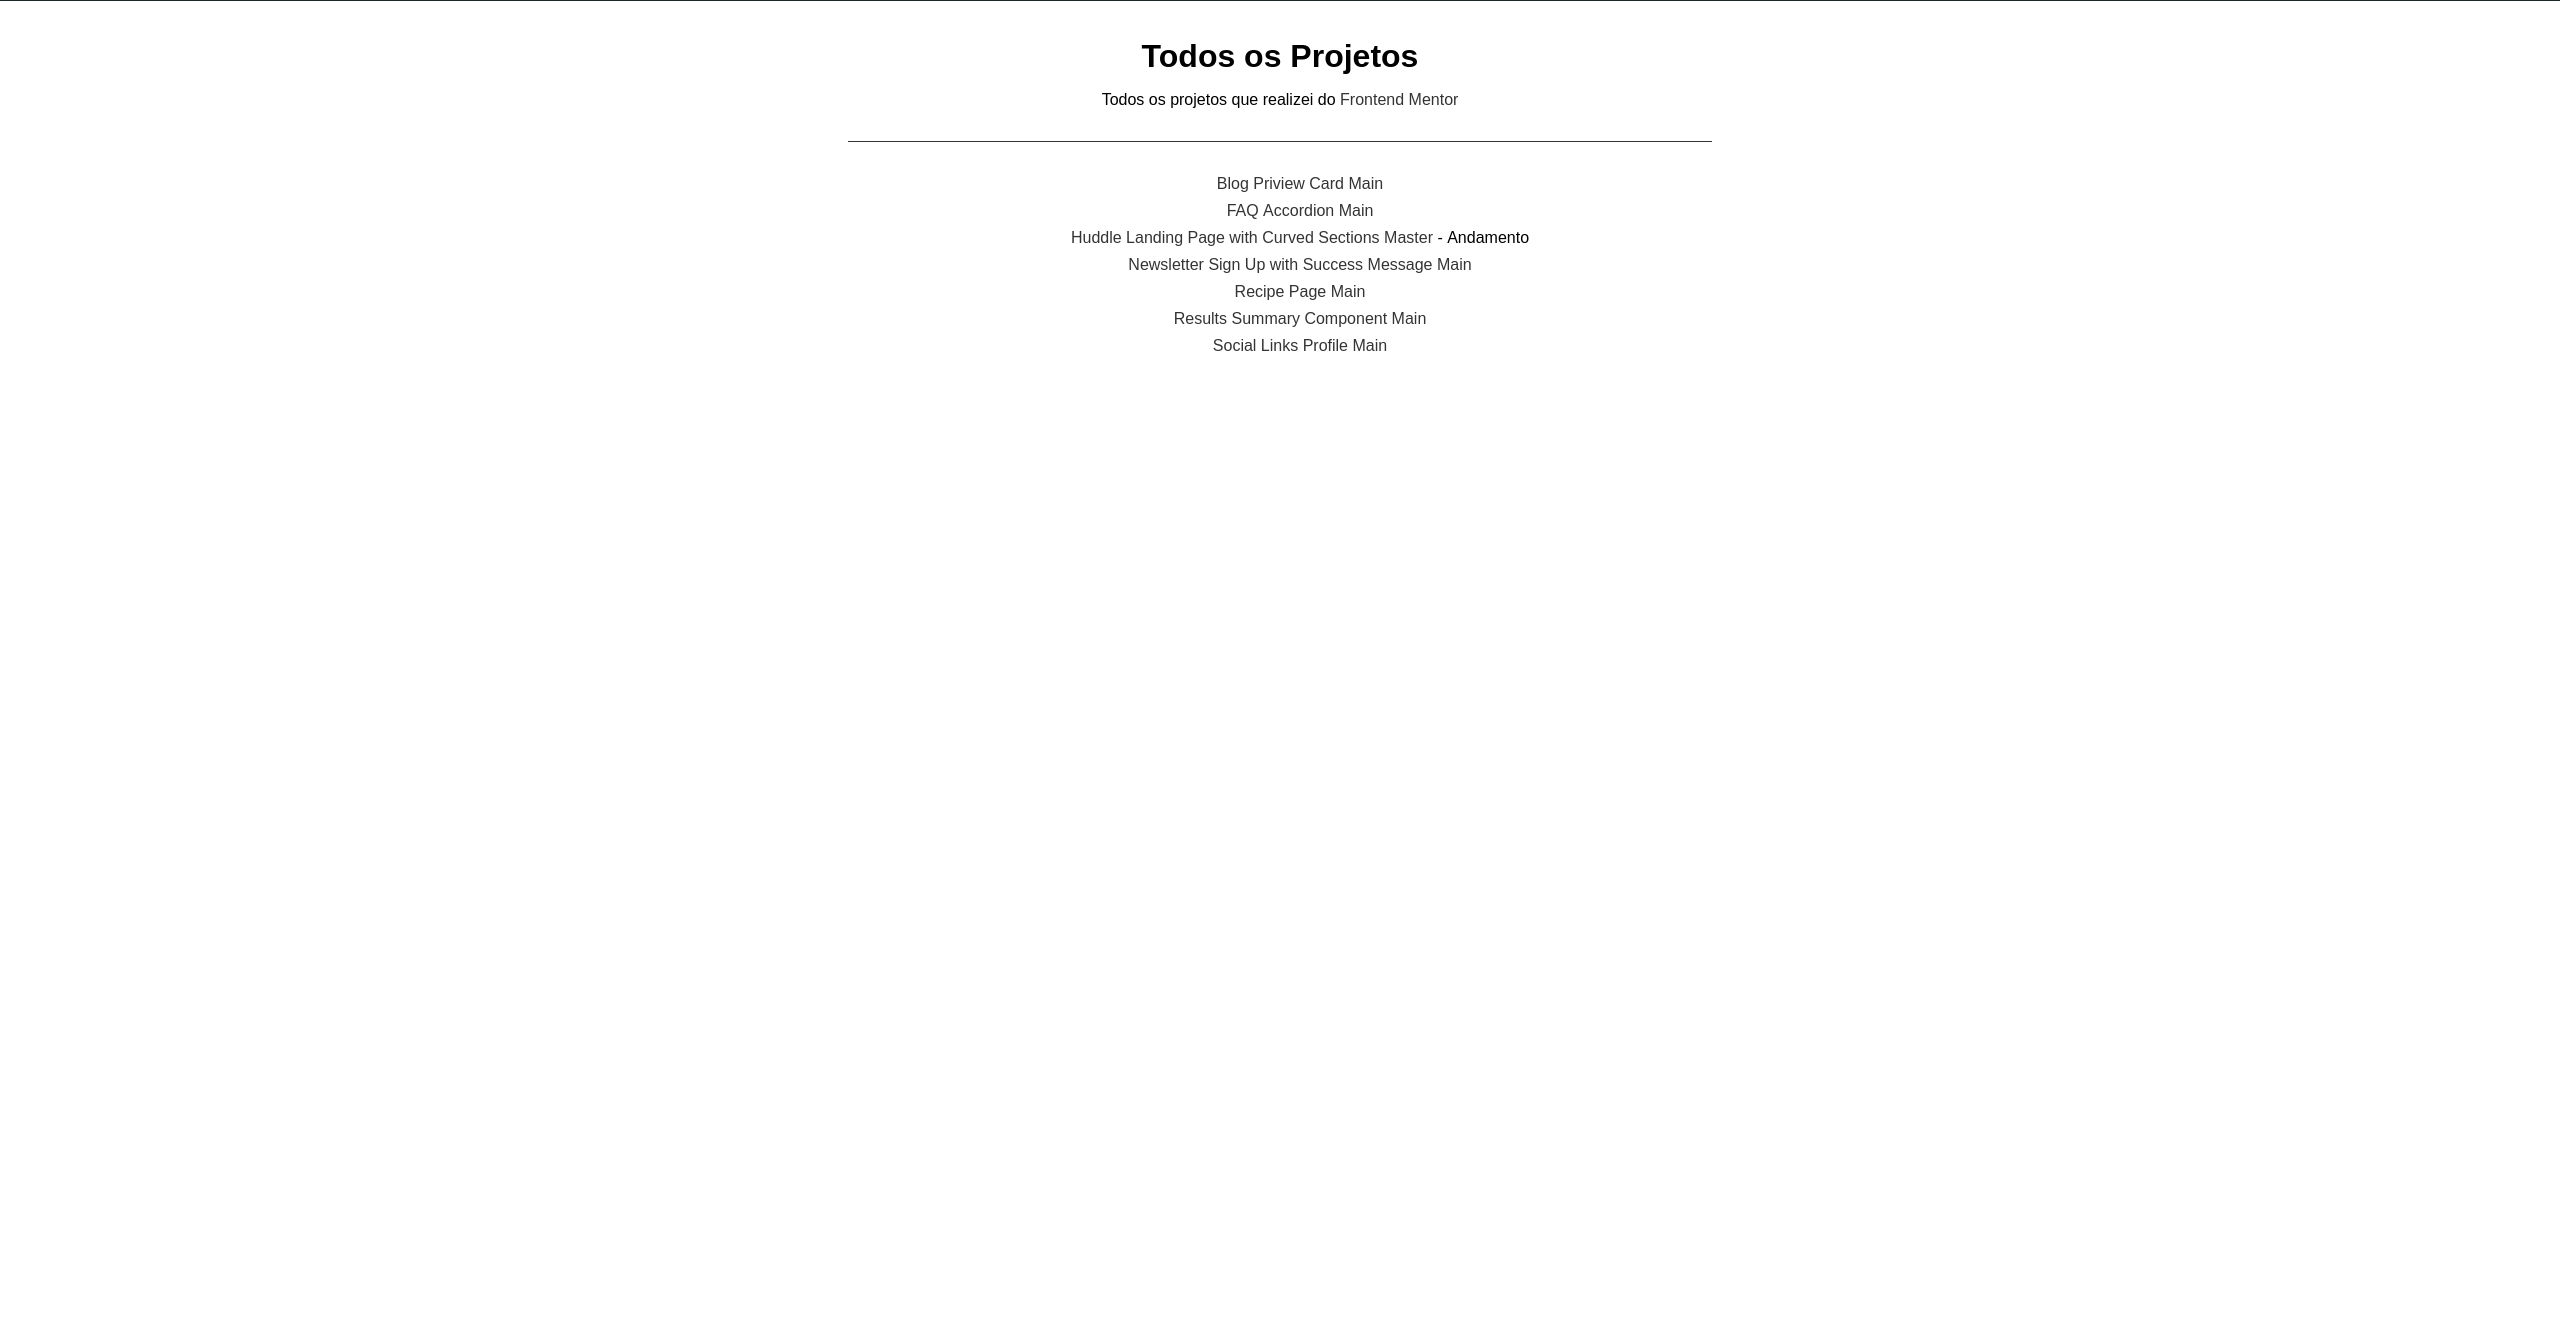 Todos os Projetos
Todos os projetos que realizei do Frontend Mentor
Blog Priview Card Main
FAQ Accordion Main
Huddle Landing Page with Curved Sections Master - Andamento
Newsletter Sign Up with Success Message Main
Recipe Page Main
Results Summary Component Main
Social Links Profile Main